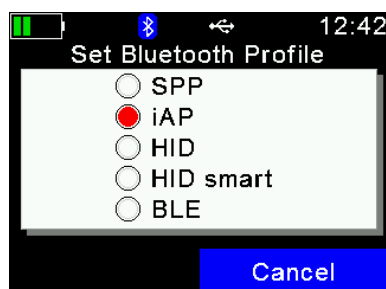 12:42
Set Bluetooth Profile
SPP
iAP
HID
HID smart
BLE
Cancel